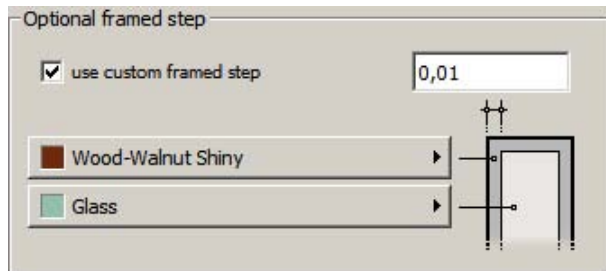 Optional framed step
use custom framed step
0,01
Wood-Walnut Shiny
Glass